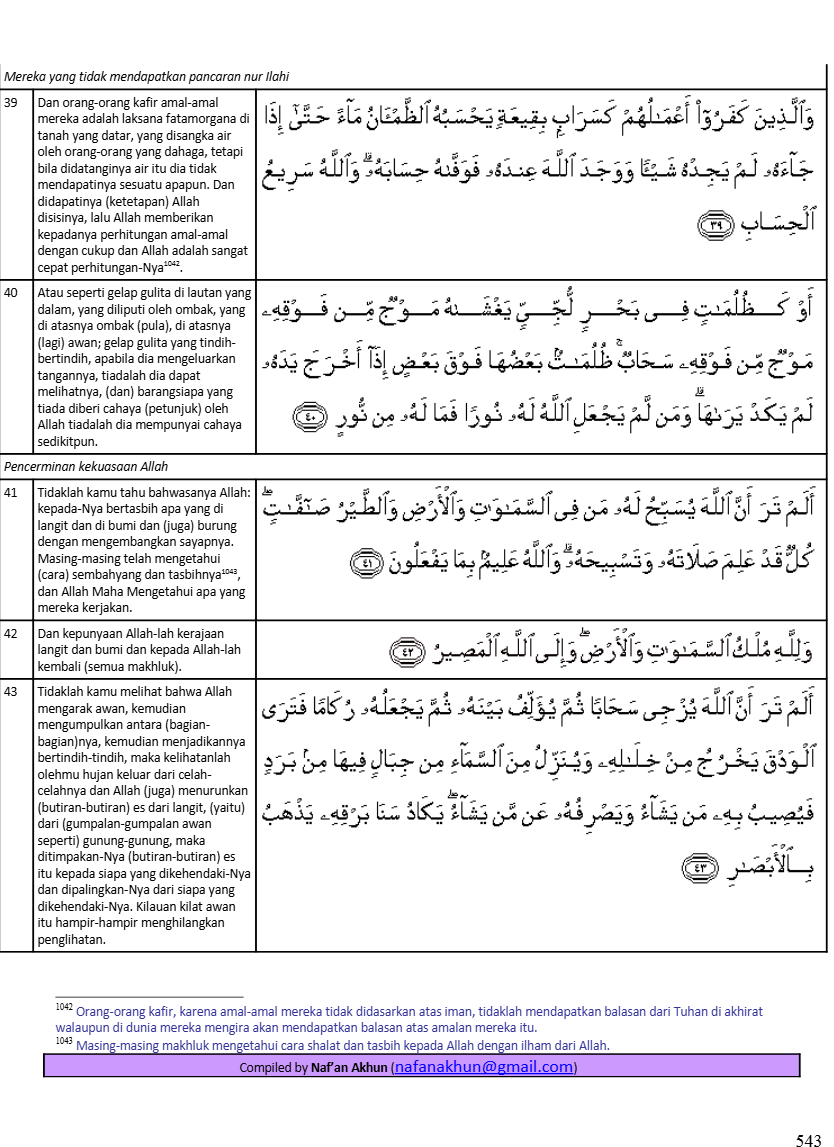 Mereka yang tidak mendapatkan pancaran nur Ilahi
39
Dan orang-orang kafir amal-amal
mereka adalah laksana fatamorgana di
tanah yang datar, yang disangka air
oleh orang-orang yang dahaga, tetapi
bila didatanginya air itu dia tidak
mendapatinya sesuatu apapun. Dan
didapatinya (ketetapan) Allah
disisinya, lalu Allah memberikan
kepadanya perhitungan amal-amal
dengan cukup dan Allah adalah sangat
cepat perhitungan-Nya¹⁰⁴².
وَٱلَّذِينَ كَفَرُوٓا۟ أَعْمَـٰلُهُمْ كَسَرَابٍۭ بِقِيعَةٍ يَحْسَبُهُ ٱلظَّمْـَٔانُ مَآءً حَتَّىٰٓ إِذَا
جَآءَهُۥ لَمْ يَجِدْهُ شَيْـًٔا وَوَجَدَ ٱللَّهَ عِندَهُۥ فَوَفَّىٰهُ حِسَابَهُۥ ۗ وَٱللَّهُ سَرِيعُ
ٱلْحِسَابِ ﴿٣٩﴾
40
Atau seperti gelap gulita di lautan yang
dalam, yang diliputi oleh ombak, yang
di atasnya ombak (pula), di atasnya
(lagi) awan; gelap gulita yang tindih-
bertindih, apabila dia mengeluarkan
tangannya, tiadalah dia dapat
melihatnya, (dan) barangsiapa yang
tiada diberi cahaya (petunjuk) oleh
Allah tiadalah dia mempunyai cahaya
sedikitpun.
أَوْ كَظُلُمَـٰتٍ فِى بَحْرٍ لُّجِّىٍّ يَغْشَىٰهُ مَوْجٌ مِّن فَوْقِهِۦ
مَوْجٌ مِّن فَوْقِهِۦ سَحَابٌ ۚ ظُلُمَـٰتٌۢ بَعْضُهَا فَوْقَ بَعْضٍ إِذَآ أَخْرَجَ يَدَهُۥ
لَمْ يَكَدْ يَرَىٰهَا ۗ وَمَن لَّمْ يَجْعَلِ ٱللَّهُ لَهُۥ نُورًا فَمَا لَهُۥ مِن نُّورٍ ﴿٤٠﴾
Pencerminan kekuasaan Allah
41
Tidaklah kamu tahu bahwasanya Allah:
kepada-Nya bertasbih apa yang di
langit dan di bumi dan (juga) burung
dengan mengembangkan sayapnya.
Masing-masing telah mengetahui
(cara) sembahyang dan tasbihnya¹⁰⁴³,
dan Allah Maha Mengetahui apa yang
mereka kerjakan.
أَلَمْ تَرَ أَنَّ ٱللَّهَ يُسَبِّحُ لَهُۥ مَن فِى ٱلسَّمَـٰوَٰتِ وَٱلْأَرْضِ وَٱلطَّيْرُ صَـٰٓفَّـٰتٍ ۖ
كُلٌّ قَدْ عَلِمَ صَلَاتَهُۥ وَتَسْبِيحَهُۥ ۗ وَٱللَّهُ عَلِيمٌۢ بِمَا يَفْعَلُونَ ﴿٤١﴾
42
Dan kepunyaan Allah-lah kerajaan
langit dan bumi dan kepada Allah-lah
kembali (semua makhluk).
وَلِلَّهِ مُلْكُ ٱلسَّمَـٰوَٰتِ وَٱلْأَرْضِ ۖ وَإِلَى ٱللَّهِ ٱلْمَصِيرُ ﴿٤٢﴾
43
Tidaklah kamu melihat bahwa Allah
mengarak awan, kemudian
mengumpulkan antara (bagian-
bagian)nya, kemudian menjadikannya
bertindih-tindih, maka kelihatanlah
olehmu hujan keluar dari celah-
celahnya dan Allah (juga) menurunkan
(butiran-butiran) es dari langit, (yaitu)
dari (gumpalan-gumpalan awan
seperti) gunung-gunung, maka
ditimpakan-Nya (butiran-butiran) es
itu kepada siapa yang dikehendaki-Nya
dan dipalingkan-Nya dari siapa yang
dikehendaki-Nya. Kilauan kilat awan
itu hampir-hampir menghilangkan
penglihatan.
أَلَمْ تَرَ أَنَّ ٱللَّهَ يُزْجِى سَحَابًا ثُمَّ يُؤَلِّفُ بَيْنَهُۥ ثُمَّ يَجْعَلُهُۥ رُكَامًا فَتَرَى
ٱلْوَدْقَ يَخْرُجُ مِنْ خِلَـٰلِهِۦ وَيُنَزِّلُ مِنَ ٱلسَّمَآءِ مِن جِبَالٍ فِيهَا مِنۢ بَرَدٍ
فَيُصِيبُ بِهِۦ مَن يَشَآءُ وَيَصْرِفُهُۥ عَن مَّن يَشَآءُ ۖ يَكَادُ سَنَا بَرْقِهِۦ يَذْهَبُ
بِٱلْأَبْصَـٰرِ ﴿٤٣﴾
¹⁰⁴² Orang-orang kafir, karena amal-amal mereka tidak didasarkan atas iman, tidaklah mendapatkan balasan dari Tuhan di akhirat
walaupun di dunia mereka mengira akan mendapatkan balasan atas amalan mereka itu.
¹⁰⁴³ Masing-masing makhluk mengetahui cara shalat dan tasbih kepada Allah dengan ilham dari Allah.
Compiled by Naf’an Akhun (nafanakhun@gmail.com)
543